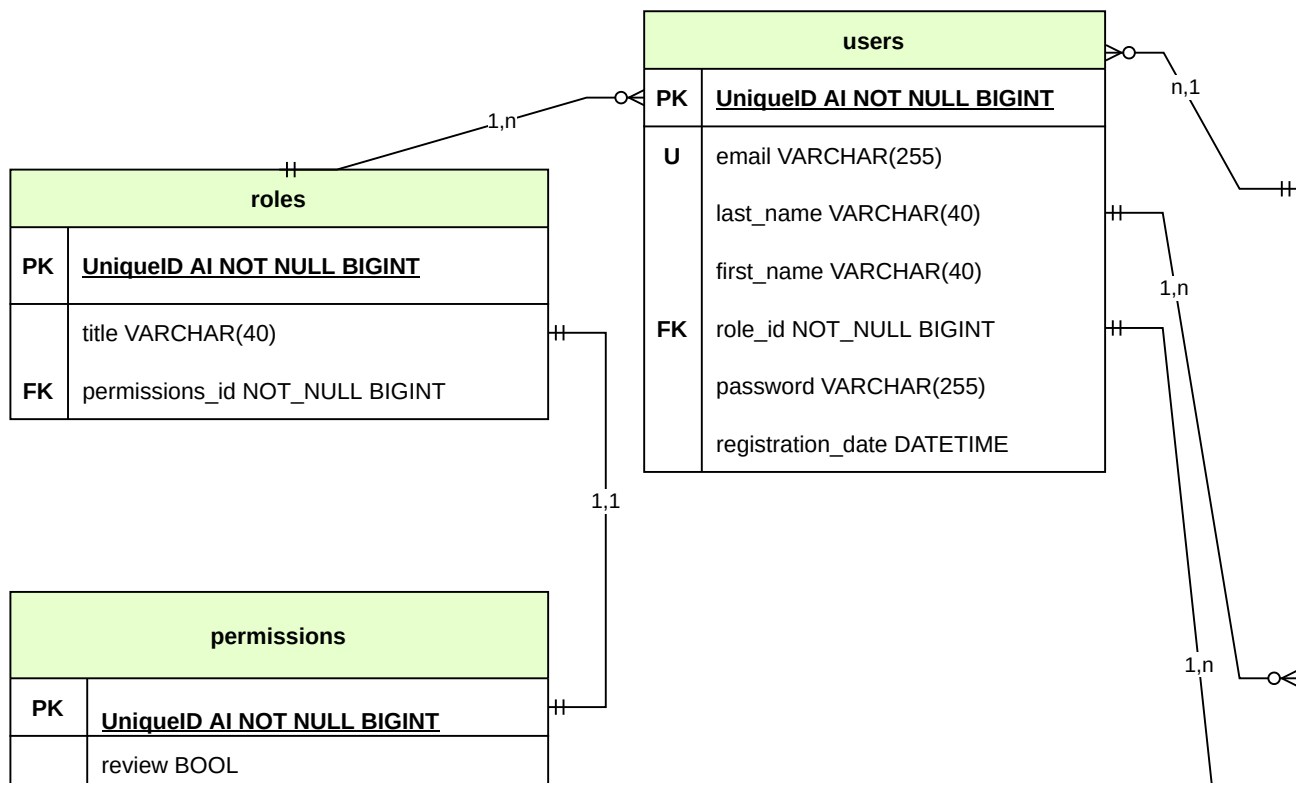 users
PK UniqueID AI NOT NULL BIGINT
U email VARCHAR(255)
last_name VARCHAR(40)
first_name VARCHAR(40)
FK role_id NOT_NULL BIGINT
password VARCHAR(255)
registration_date DATETIME
n,1
1,n
1,n
1,n
roles
PK UniqueID AI NOT NULL BIGINT
title VARCHAR(40)
FK permissions_id NOT_NULL BIGINT
1,1
permissions
PK UniqueID AI NOT NULL BIGINT
review BOOL